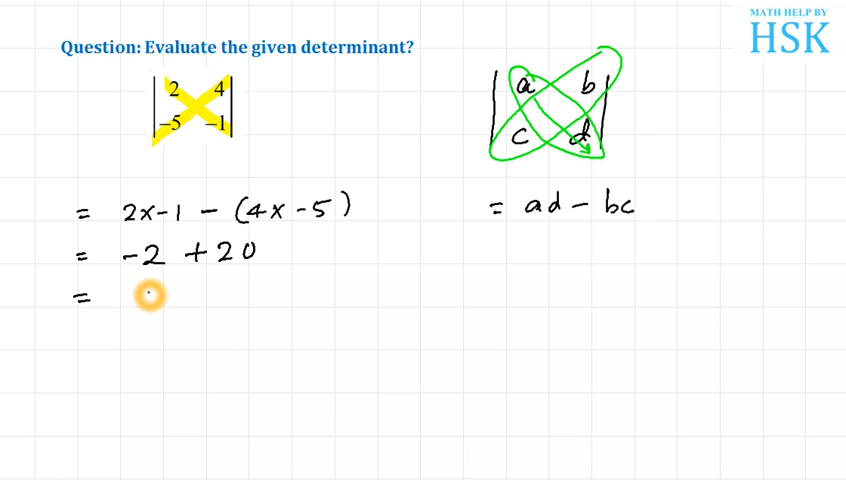 MATH HELP BY
HSK
Question: Evaluate the given determinant?
2 4
−5 −1
a b
c d
= 2x-1 - (4x-5)
= ad - bc
= -2 + 20
=